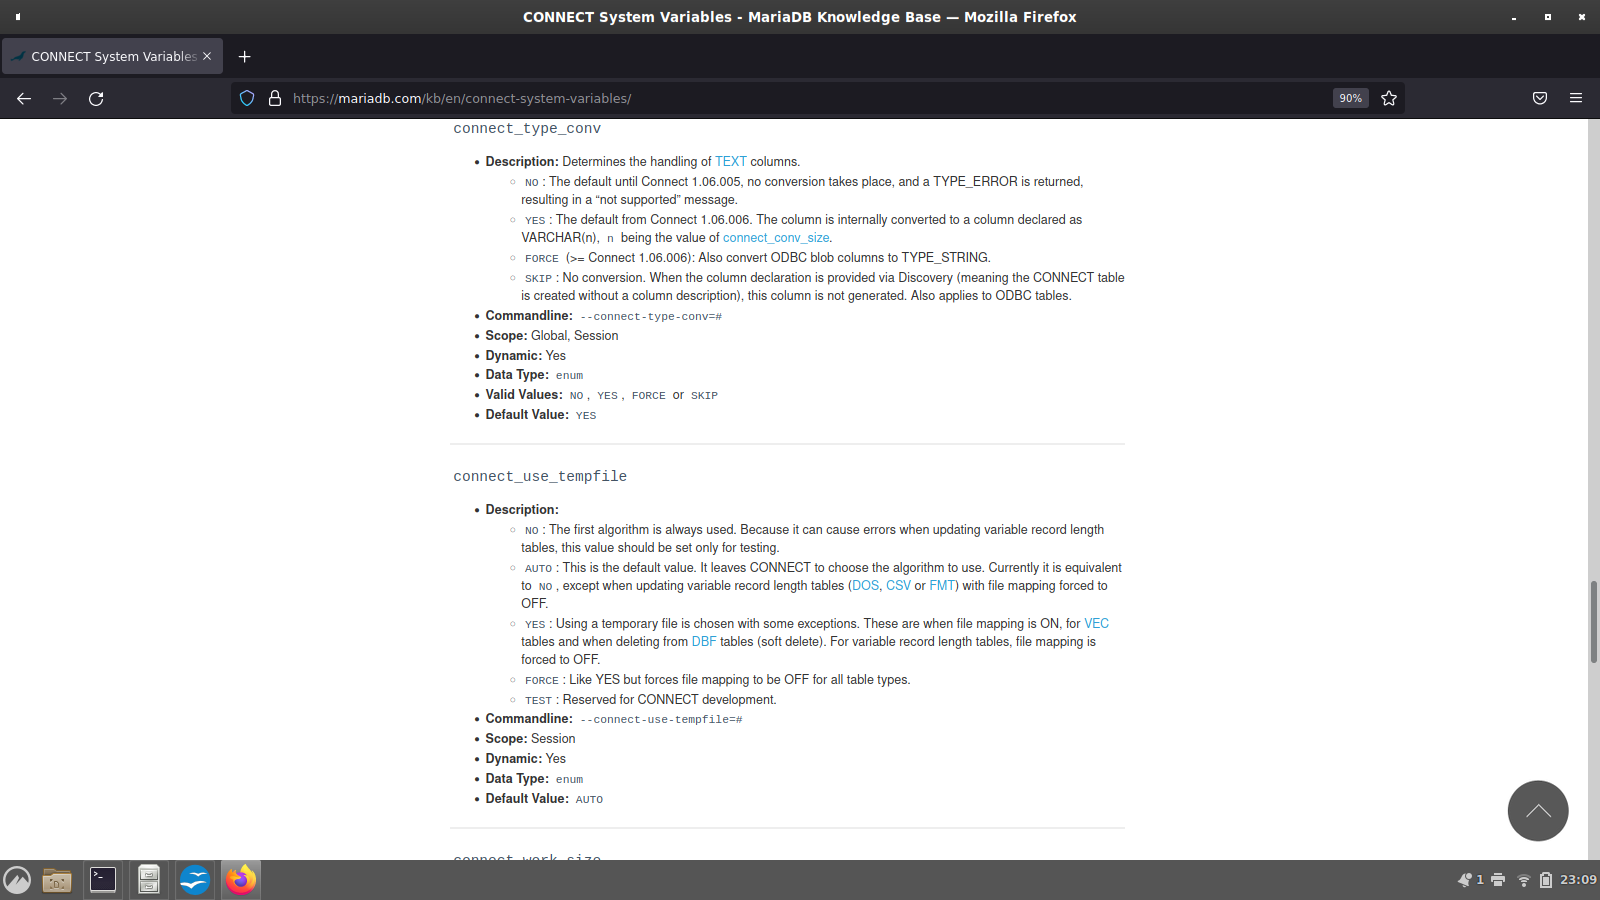 CONNECT System Variables - MariaDB Knowledge Base — Mozilla Firefox
CONNECT System Variables
https://mariadb.com/kb/en/connect-system-variables/
90%
connect_type_conv
• Description: Determines the handling of TEXT columns.
○ NO : The default until Connect 1.06.005, no conversion takes place, and a TYPE_ERROR is returned,
resulting in a “not supported” message.
○ YES : The default from Connect 1.06.006. The column is internally converted to a column declared as
VARCHAR(n), n being the value of connect_conv_size.
○ FORCE (>= Connect 1.06.006): Also convert ODBC blob columns to TYPE_STRING.
○ SKIP : No conversion. When the column declaration is provided via Discovery (meaning the CONNECT table
is created without a column description), this column is not generated. Also applies to ODBC tables.
• Commandline: --connect-type-conv=#
• Scope: Global, Session
• Dynamic: Yes
• Data Type: enum
• Valid Values: NO , YES , FORCE or SKIP
• Default Value: YES
connect_use_tempfile
• Description:
○ NO : The first algorithm is always used. Because it can cause errors when updating variable record length
tables, this value should be set only for testing.
○ AUTO : This is the default value. It leaves CONNECT to choose the algorithm to use. Currently it is equivalent
to NO , except when updating variable record length tables (DOS, CSV or FMT) with file mapping forced to
OFF.
○ YES : Using a temporary file is chosen with some exceptions. These are when file mapping is ON, for VEC
tables and when deleting from DBF tables (soft delete). For variable record length tables, file mapping is
forced to OFF.
○ FORCE : Like YES but forces file mapping to be OFF for all table types.
○ TEST : Reserved for CONNECT development.
• Commandline: --connect-use-tempfile=#
• Scope: Session
• Dynamic: Yes
• Data Type: enum
• Default Value: AUTO
connect_work_size
1
23:09